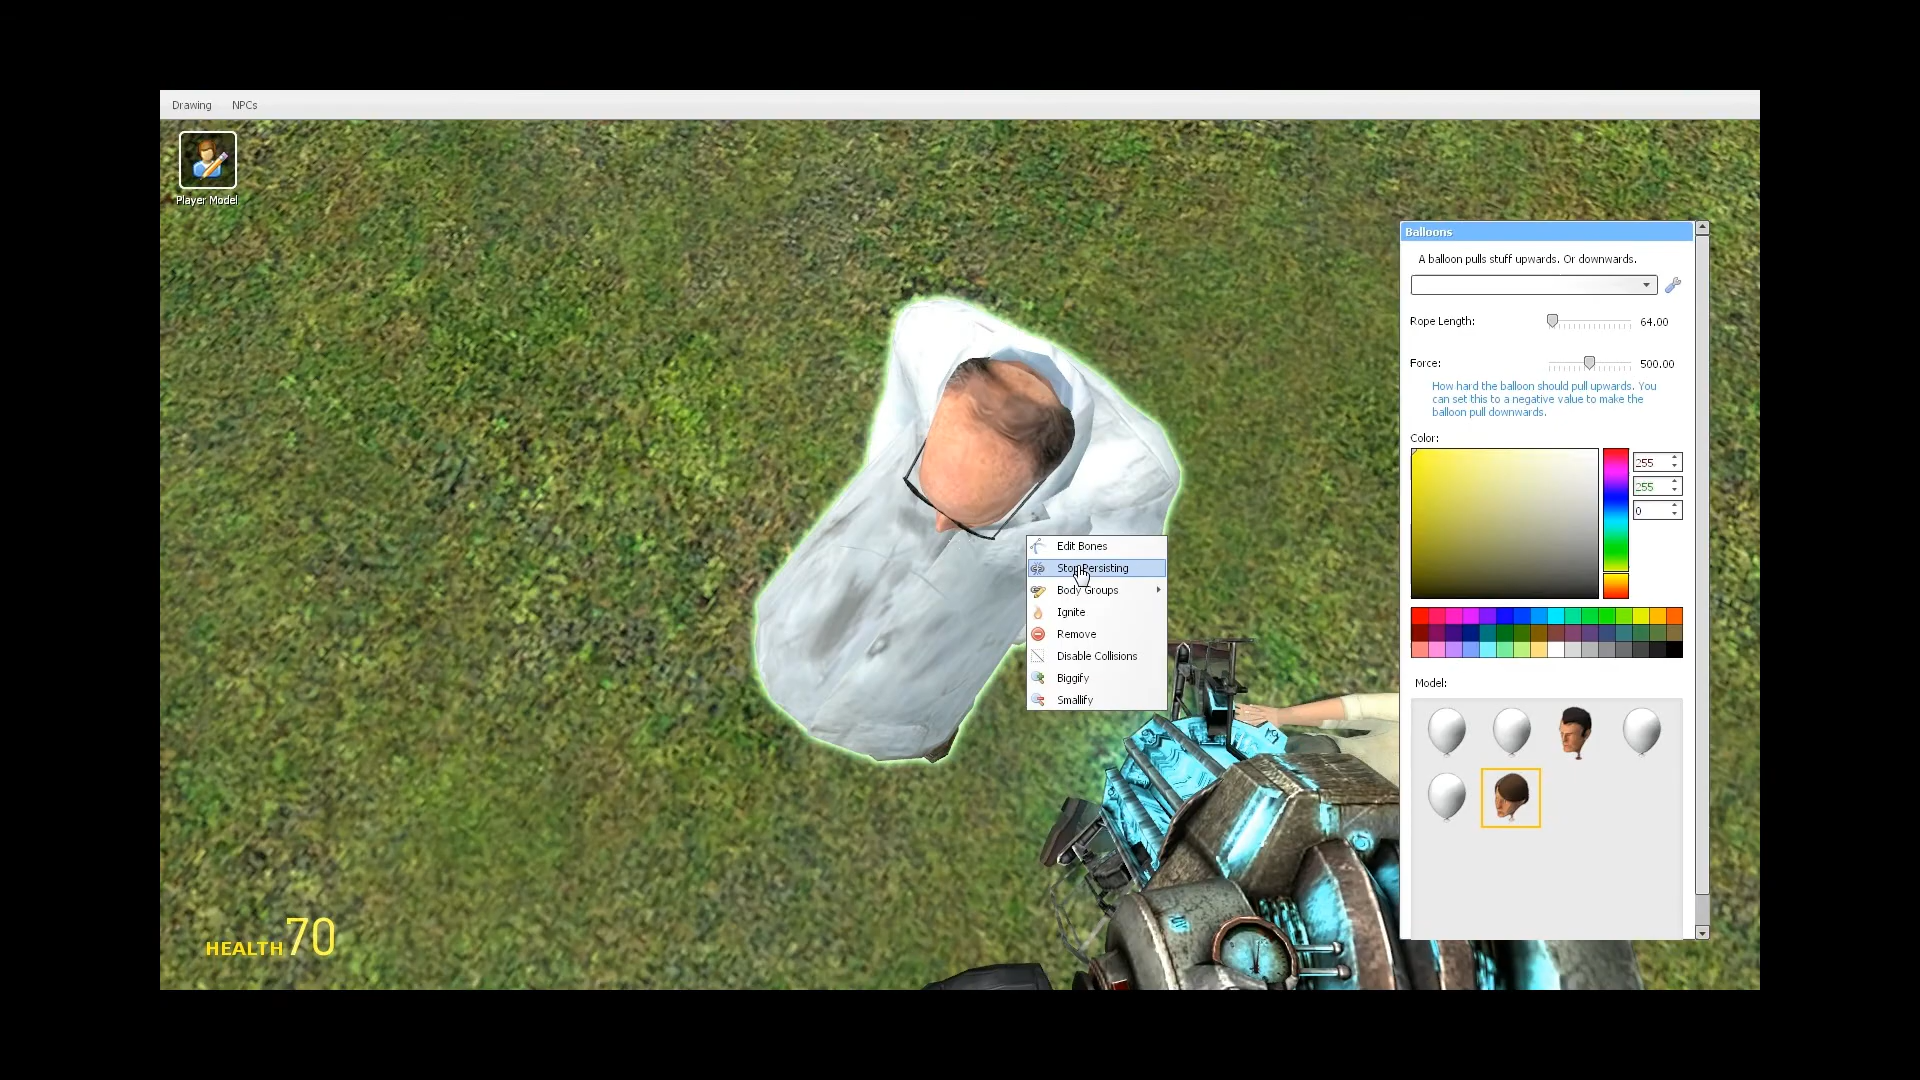 Drawing NPCs
Player Model
Balloons
A balloon pulls stuff upwards. Or downwards.
Rope Length: 64.00
Force: 500.00
How hard the balloon should pull upwards. You
can set this to a negative value to make the
balloon pull downwards.
Color:
255
255
0
Edit Bones
Stop Persisting
Body Groups
Ignite
Remove
Disable Collisions
Biggify
Smallify
Model:
HEALTH 70